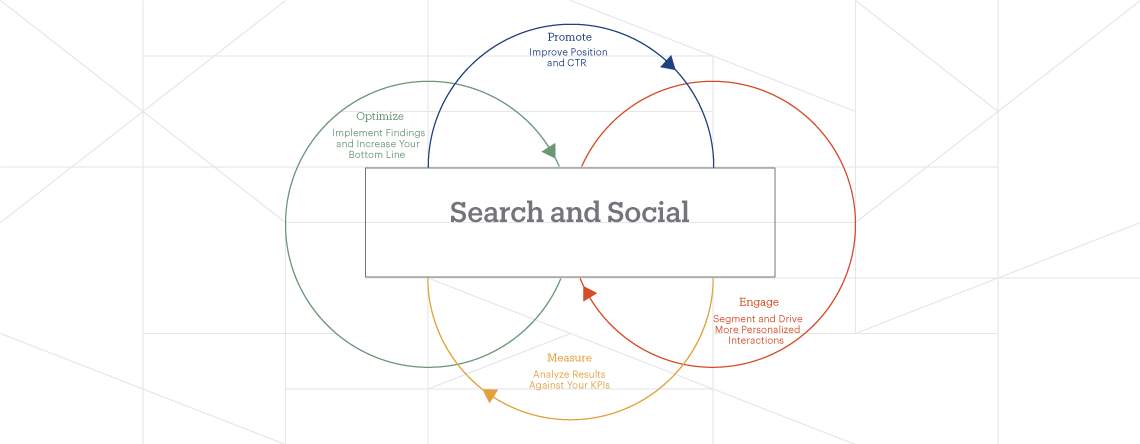 Promote
Improve Position
and CTR
Optimize
Implement Findings
and Increase Your
Bottom Line
Search and Social
Engage
Segment and Drive
More Personalized
Interactions
Measure
Analyze Results
Against Your KPIs